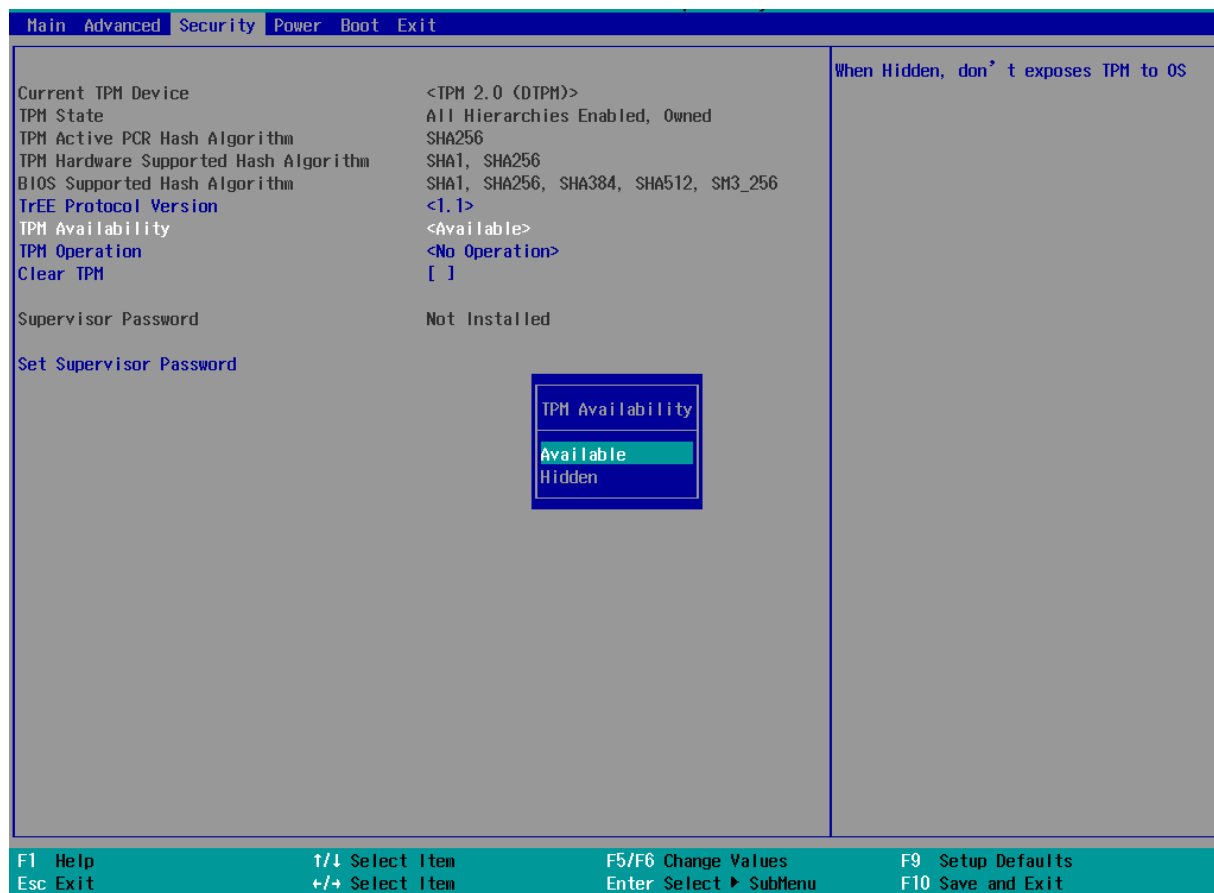 Main Advanced Security Power Boot Exit
When Hidden, don't exposes TPM to OS
Current TPM Device <TPM 2.0 (DTPM)>
TPM State All Hierarchies Enabled, Owned
TPM Active PCR Hash Algorithm SHA256
TPM Hardware Supported Hash Algorithm SHA1, SHA256
BIOS Supported Hash Algorithm SHA1, SHA256, SHA384, SHA512, SM3_256
TrEE Protocol Version <1.1>
TPM Availability <Available>
TPM Operation <No Operation>
Clear TPM [ ]
Supervisor Password Not Installed
Set Supervisor Password
TPM Availability
Available
Hidden
F1 Help ↑/↓ Select Item F5/F6 Change Values F9 Setup Defaults
Esc Exit ←/→ Select Item Enter Select ▶ SubMenu F10 Save and Exit